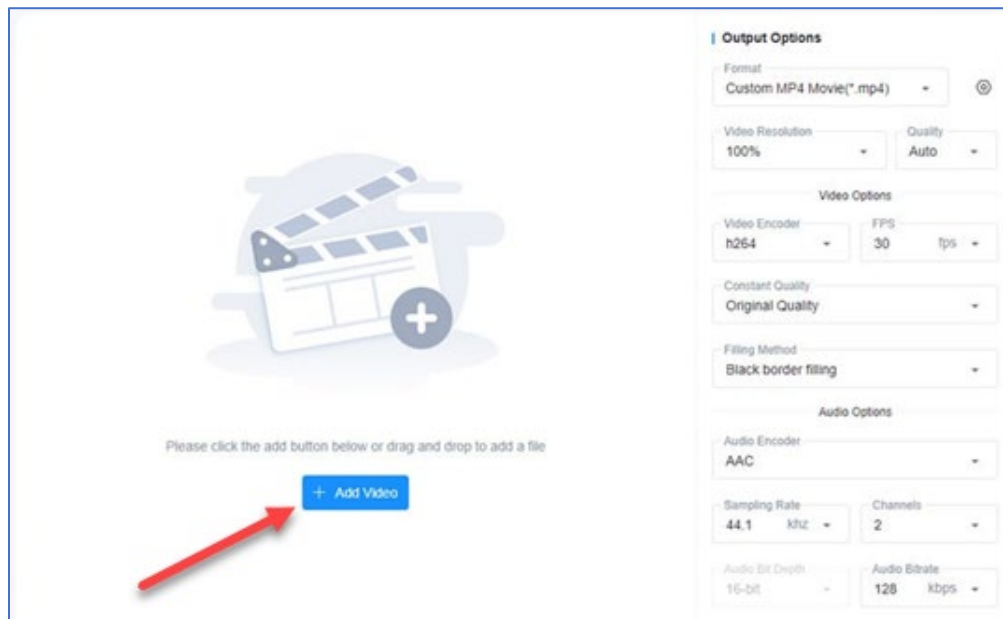 Output Options
Format
Custom MP4 Movie(*.mp4)
Video Resolution
100%
Quality
Auto
Video Options
Video Encoder
h264
FPS
30 fps
Constant Quality
Original Quality
Filling Method
Black border filling
Audio Options
Audio Encoder
AAC
Sampling Rate
44.1 khz
Channels
2
Audio Bit Depth
16-bit
Audio Bitrate
128 kbps
Please click the add button below or drag and drop to add a file
+ Add Video